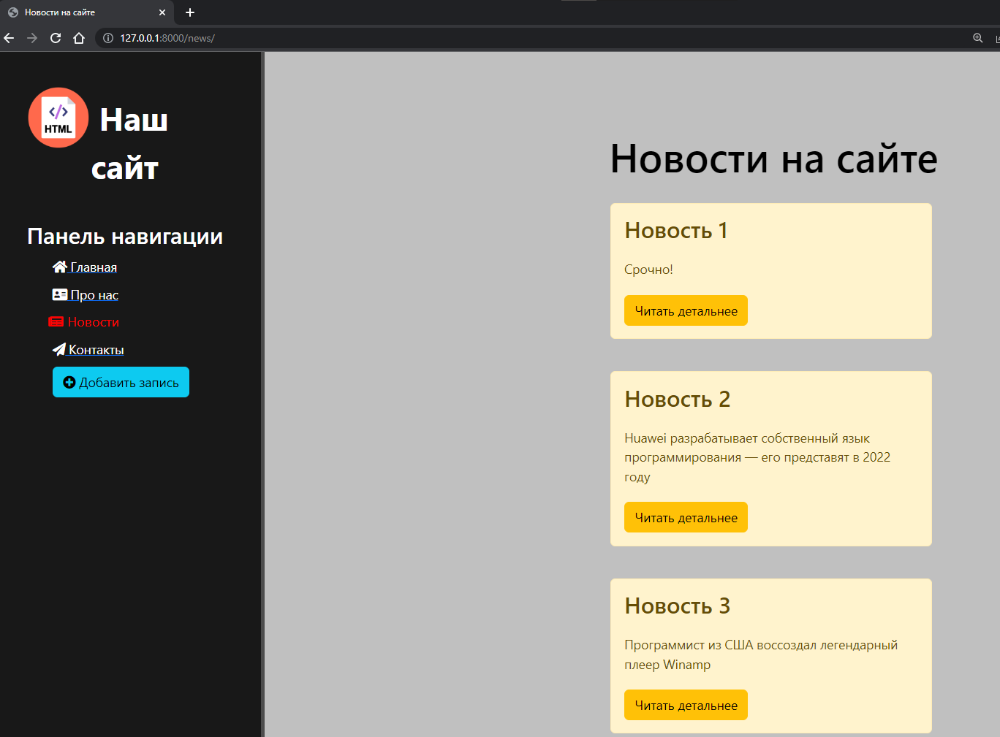 Новости на сайте
127.0.0.1:8000/news/
</> HTML
Наш
сайт
Панель навигации
Главная
Про нас
Новости
Контакты
Добавить запись
Новости на сайте
Новость 1
Срочно!
Читать детальнее
Новость 2
Huawei разрабатывает собственный язык
программирования — его представят в 2022
году
Читать детальнее
Новость 3
Программист из США воссоздал легендарный
плеер Winamp
Читать детальнее